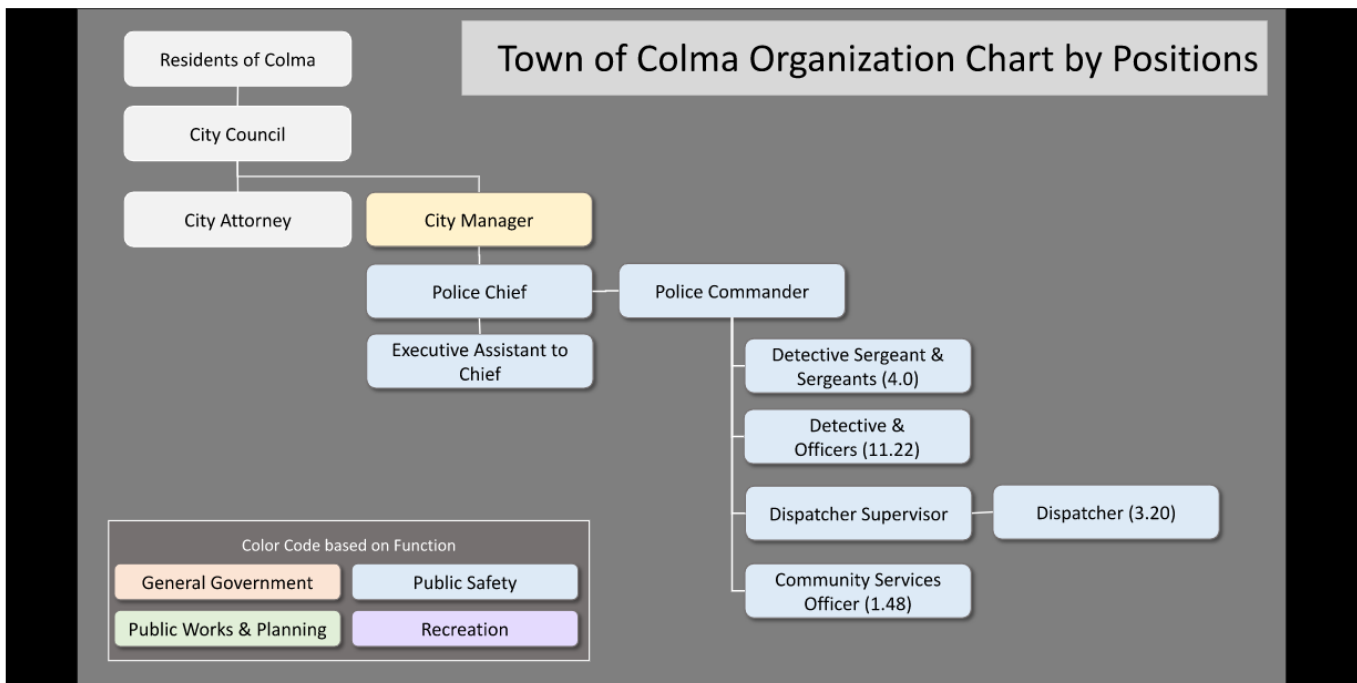 Town of Colma Organization Chart by Positions
Residents of Colma
City Council
City Attorney
City Manager
Police Chief
Police Commander
Executive Assistant to
Chief
Detective Sergeant &
Sergeants (4.0)
Detective &
Officers (11.22)
Dispatcher Supervisor
Dispatcher (3.20)
Community Services
Officer (1.48)
Color Code based on Function
General Government
Public Safety
Public Works & Planning
Recreation